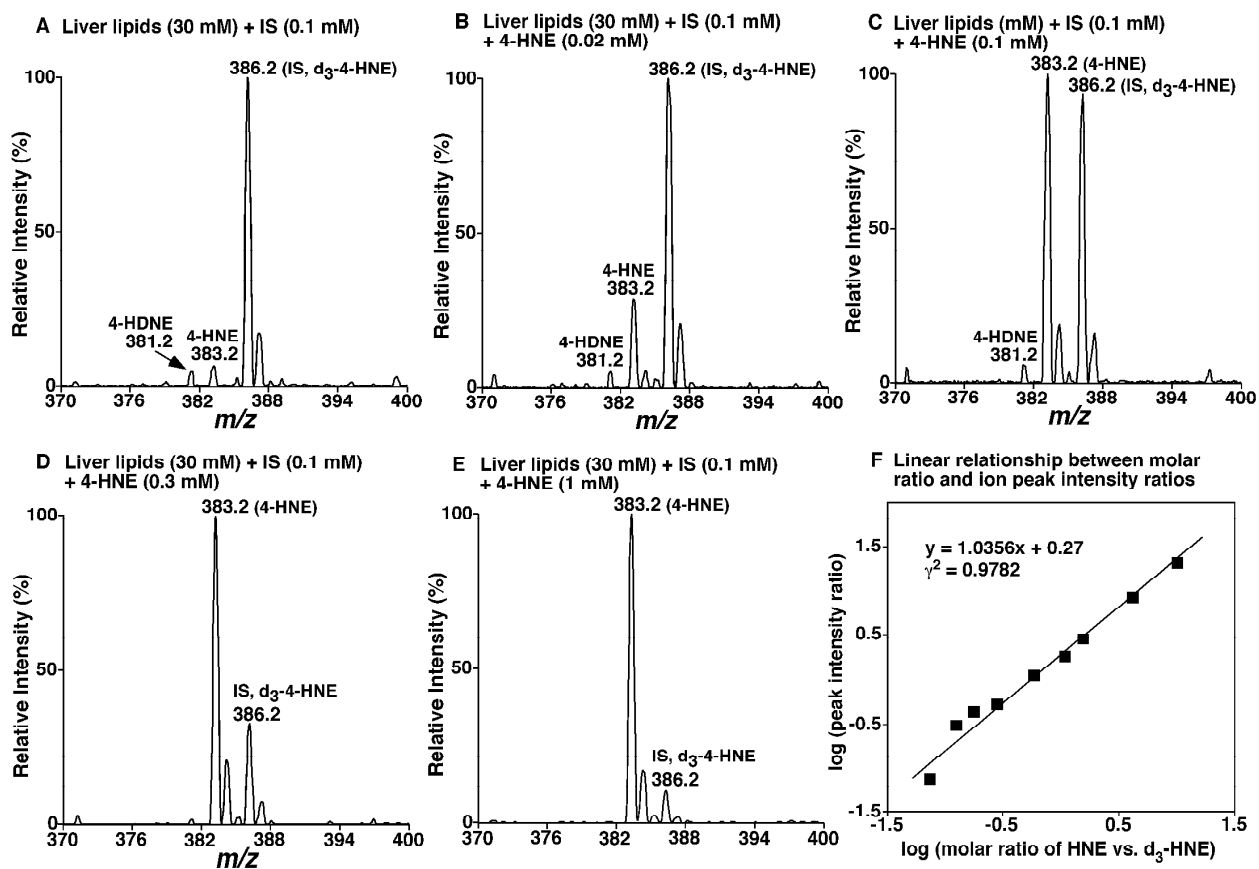 A Liver lipids (30 mM) + IS (0.1 mM)
386.2 (IS, d3-4-HNE)
100
50
0
Relative Intensity (%)
4-HDNE
381.2
4-HNE
383.2
370 376 382 388 394 400
m/z
B Liver lipids (30 mM) + IS (0.1 mM)
+ 4-HNE (0.02 mM)
386.2 (IS, d3-4-HNE)
100
50
0
Relative Intensity (%)
4-HNE
383.2
4-HDNE
381.2
370 376 382 388 394 400
m/z
C Liver lipids (mM) + IS (0.1 mM)
+ 4-HNE (0.1 mM)
383.2 (4-HNE)
386.2 (IS, d3-4-HNE)
100
50
0
Relative Intensity (%)
4-HDNE
381.2
370 376 382 388 394 400
m/z
D Liver lipids (30 mM) + IS (0.1 mM)
+ 4-HNE (0.3 mM)
383.2 (4-HNE)
100
50
0
Relative Intensity (%)
IS, d3-4-HNE
386.2
370 376 382 388 394 400
m/z
E Liver lipids (30 mM) + IS (0.1 mM)
+ 4-HNE (1 mM)
383.2 (4-HNE)
100
50
0
Relative Intensity (%)
IS, d3-4-HNE
386.2
370 376 382 388 394 400
m/z
F Linear relationship between molar
ratio and ion peak intensity ratios
y = 1.0356x + 0.27
γ² = 0.9782
1.5
0.5
-0.5
-1.5
log (peak intensity ratio)
-1.5 -0.5 0.5 1.5
log (molar ratio of HNE vs. d3-HNE)